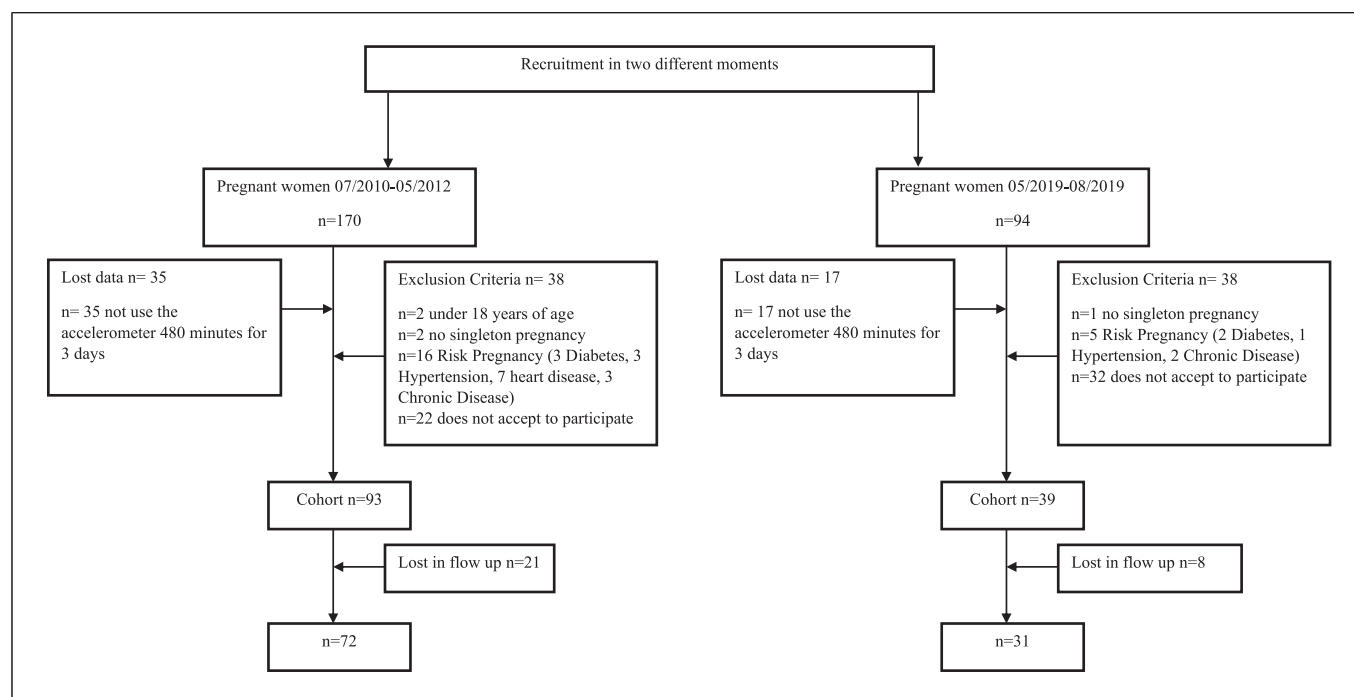 Recruitment in two different moments
Pregnant women 07/2010-05/2012
n=170
Pregnant women 05/2019-08/2019
n=94
Lost data n= 35
n= 35 not use the
accelerometer 480 minutes for
3 days
Exclusion Criteria n= 38
n=2 under 18 years of age
n=2 no singleton pregnancy
n=16 Risk Pregnancy (3 Diabetes, 3
Hypertension, 7 heart disease, 3
Chronic Disease)
n=22 does not accept to participate
Lost data n= 17
n= 17 not use the
accelerometer 480 minutes for
3 days
Exclusion Criteria n= 38
n=1 no singleton pregnancy
n=5 Risk Pregnancy (2 Diabetes, 1
Hypertension, 2 Chronic Disease)
n=32 does not accept to participate
Cohort n=93
Cohort n=39
Lost in flow up n=21
Lost in flow up n=8
n=72
n=31